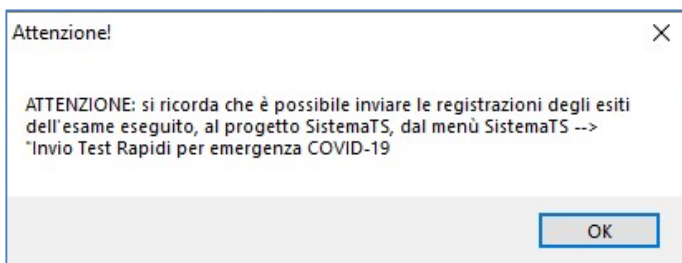 Attenzione!
ATTENZIONE: si ricorda che è possibile inviare le registrazioni degli esiti
dell'esame eseguito, al progetto SistemaTS, dal menù SistemaTS -->
"Invio Test Rapidi per emergenza COVID-19
OK